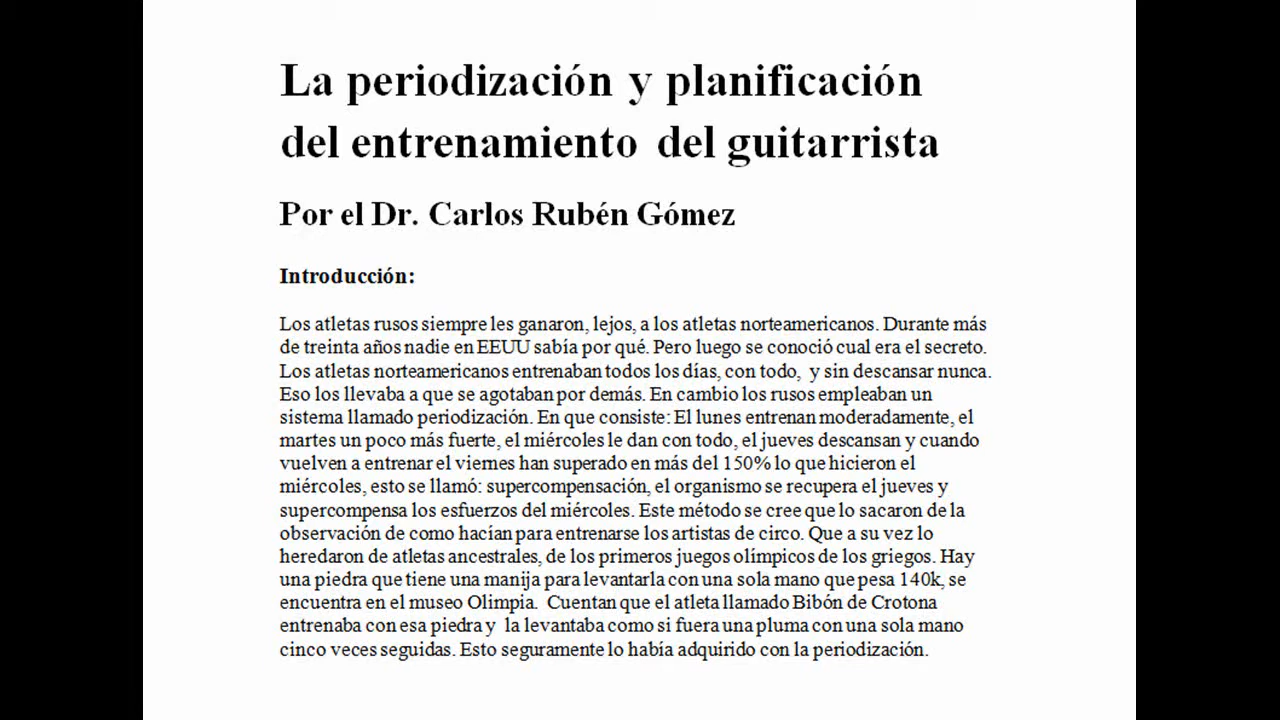 La periodización y planificación
del entrenamiento del guitarrista
Por el Dr. Carlos Rubén Gómez
Introducción:
Los atletas rusos siempre les ganaron, lejos, a los atletas norteamericanos. Durante más
de treinta años nadie en EEUU sabía por qué. Pero luego se conoció cual era el secreto.
Los atletas norteamericanos entrenaban todos los días, con todo, y sin descansar nunca.
Eso los llevaba a que se agotaban por demás. En cambio los rusos empleaban un
sistema llamado periodización. En que consiste: El lunes entrenan moderadamente, el
martes un poco más fuerte, el miércoles le dan con todo, el jueves descansan y cuando
vuelven a entrenar el viernes han superado en más del 150% lo que hicieron el
miércoles, esto se llamó: supercompensación, el organismo se recupera el jueves y
supercompensa los esfuerzos del miércoles. Este método se cree que lo sacaron de la
observación de como hacían para entrenarse los artistas de circo. Que a su vez lo
heredaron de atletas ancestrales, de los primeros juegos olímpicos de los griegos. Hay
una piedra que tiene una manija para levantarla con una sola mano que pesa 140k, se
encuentra en el museo Olimpia. Cuentan que el atleta llamado Bibón de Crotona
entrenaba con esa piedra y la levantaba como si fuera una pluma con una sola mano
cinco veces seguidas. Esto seguramente lo había adquirido con la periodización.